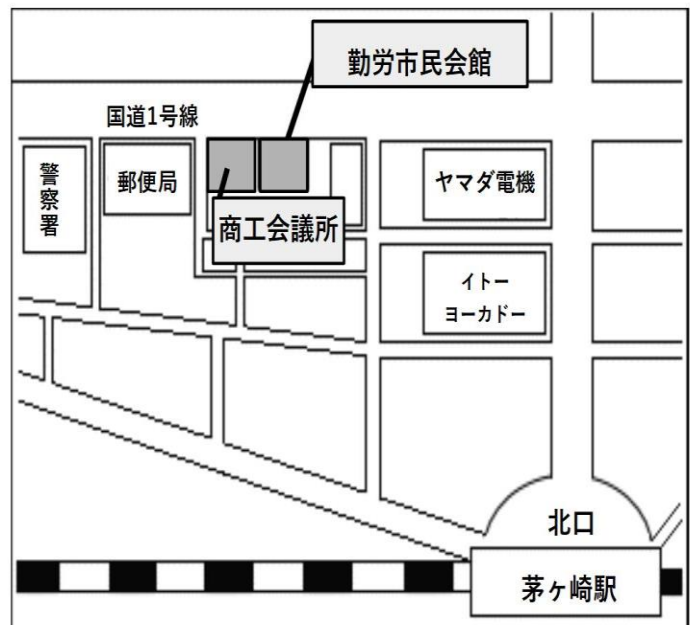 勤労市民会館
国道1号線
警察署
郵便局
ヤマダ電機
商工会議所
イトー
ヨーカドー
北口
茅ヶ崎駅